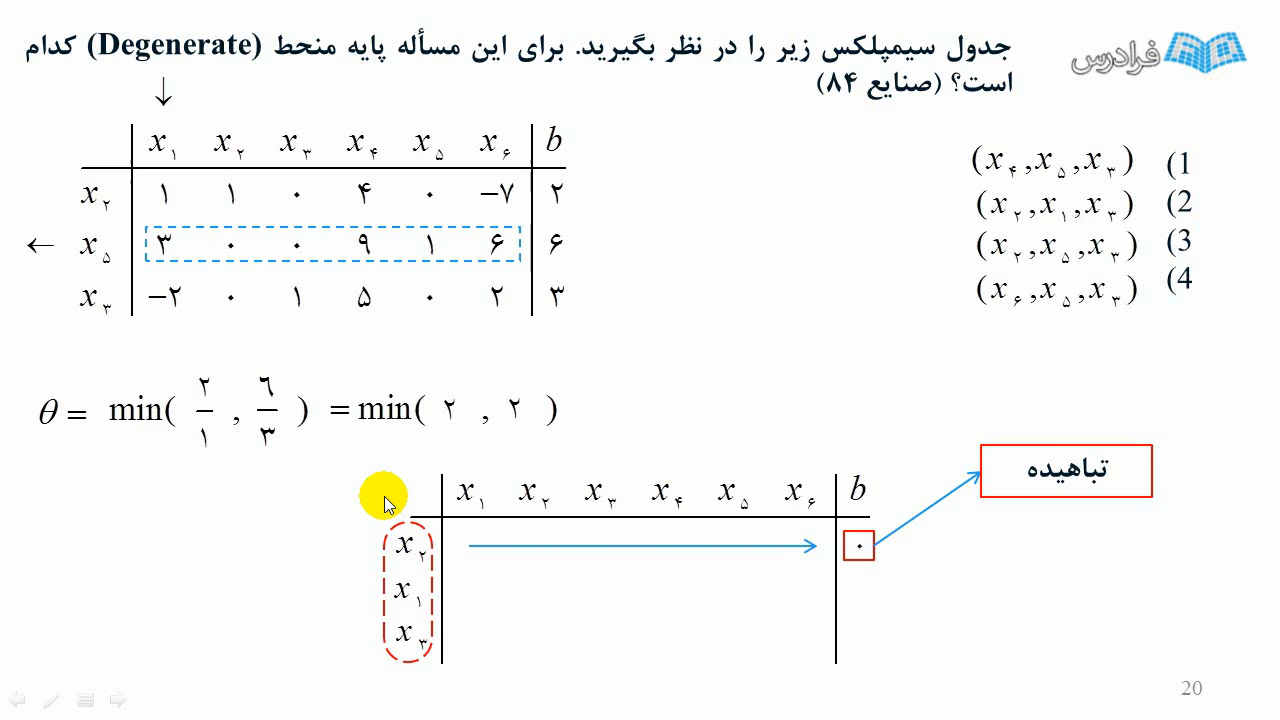 فرادرس
جدول سیمپلکس زیر را در نظر بگیرید. برای این مسأله پایه منحط (Degenerate) کدام
است؟ (صنایع ۸۴)
↓
x۱ x۲ x۳ x۴ x۵ x۶ b
x۲ ۱ ۱ ۰ ۴ ۰ −۷ ۲
← x۵ ۳ ۰ ۰ ۹ ۱ ۶ ۶
x۳ −۲ ۰ ۱ ۵ ۰ ۲ ۳
(x۴, x۵, x۳) (1
(x۲, x۱, x۳) (2
(x۲, x۵, x۳) (3
(x۶, x۵, x۳) (4
θ = min( ۲/۱ , ۶/۳ ) = min( ۲ , ۲ )
تباهیده
x۱ x۲ x۳ x۴ x۵ x۶ b
x۲ ۰
x۱
x۳
20